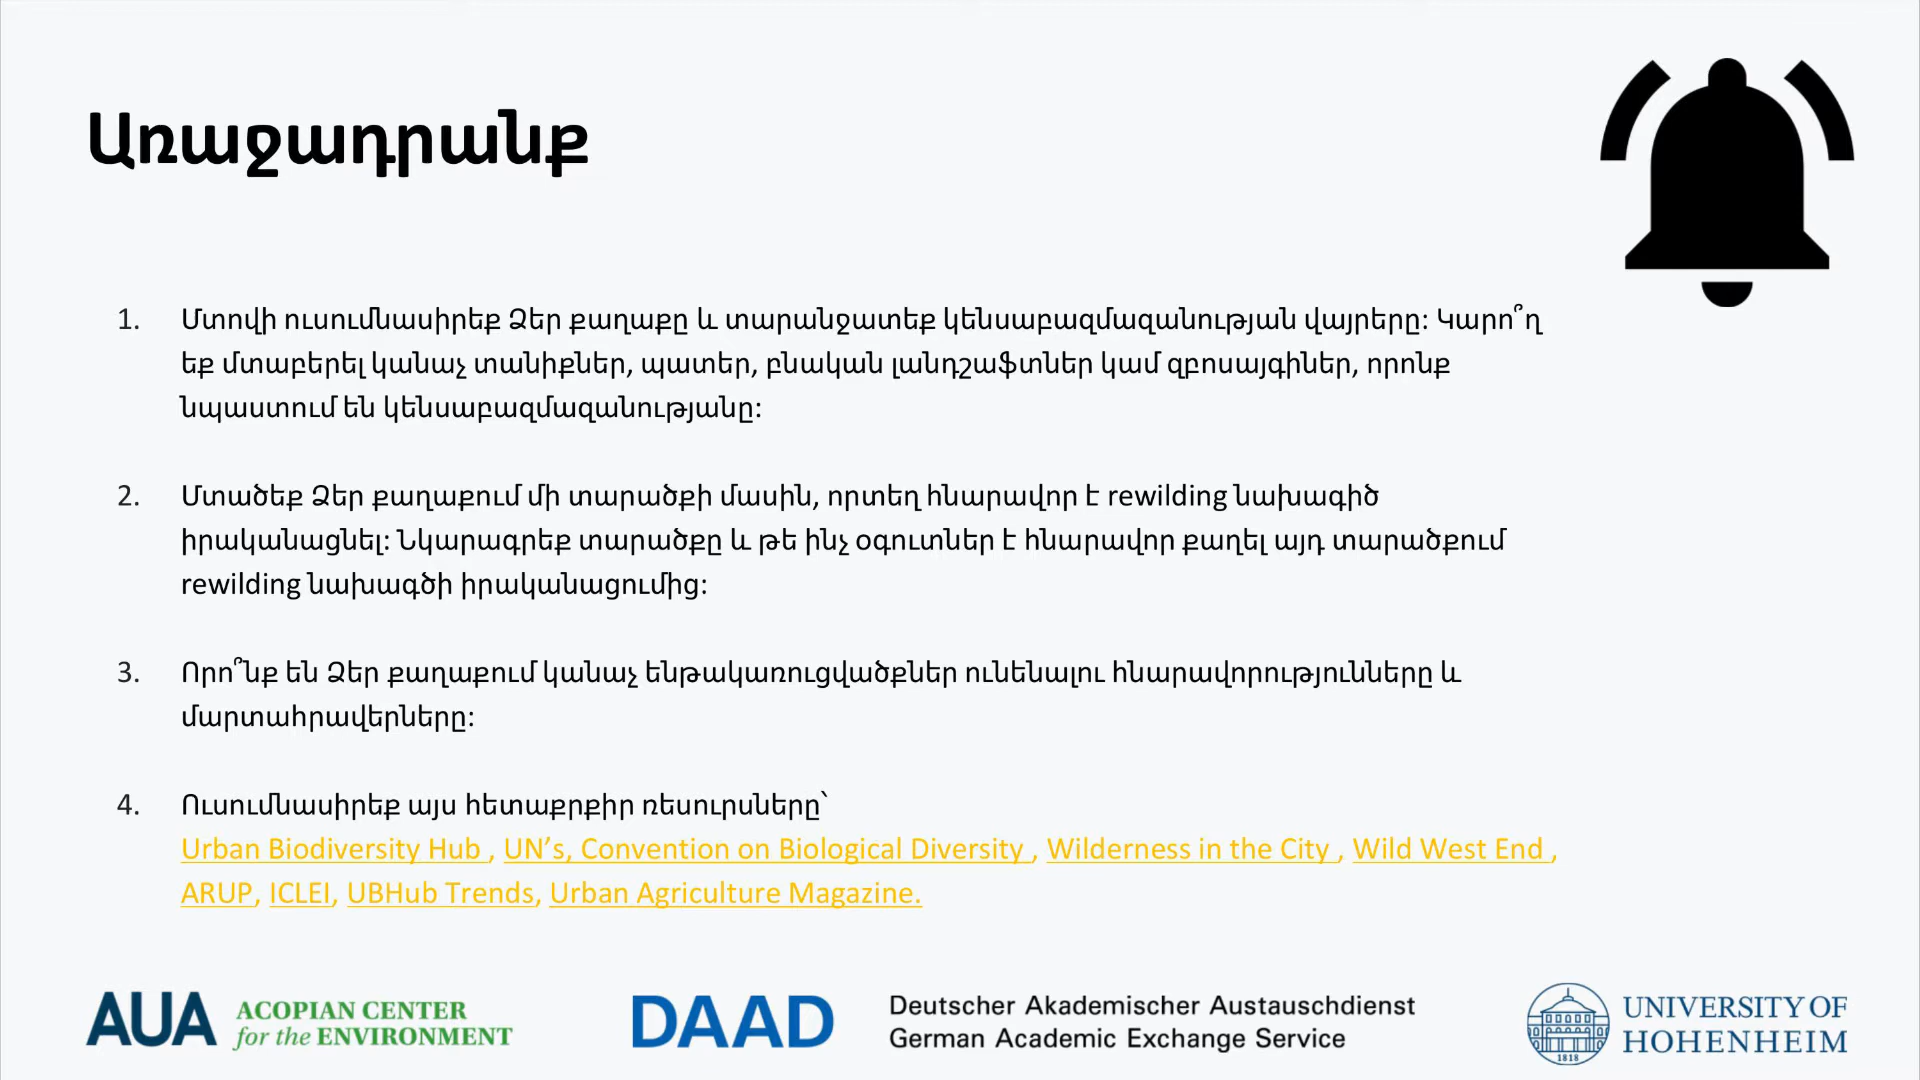 Առաջադրանք
1. Մտովի ուսումնասիրեք Ձեր քաղաքը և տարանջատեք կենսաբազմազանության վայրերը: Կարո՞ղ
եք մտաբերել կանաչ տանիքներ, պատեր, բնական լանդշաֆտներ կամ զբոսայգիներ, որոնք
նպաստում են կենսաբազմազանությանը:
2. Մտածեք Ձեր քաղաքում մի տարածքի մասին, որտեղ հնարավոր է rewilding նախագիծ
իրականացնել: Նկարագրեք տարածքը և թե ինչ օգուտներ է հնարավոր քաղել այդ տարածքում
rewilding նախագծի իրականացումից:
3. Որո՞նք են Ձեր քաղաքում կանաչ ենթակառուցվածքներ ունենալու հնարավորությունները և
մարտահրավերները:
4. Ուսումնասիրեք այս հետաքրքիր ռեսուրսները՝
Urban Biodiversity Hub , UN’s, Convention on Biological Diversity , Wilderness in the City , Wild West End ,
ARUP, ICLEI, UBHub Trends, Urban Agriculture Magazine.
AUA ACOPIAN CENTER
for the ENVIRONMENT
DAAD
Deutscher Akademischer Austauschdienst
German Academic Exchange Service
1818
UNIVERSITY OF
HOHENHEIM